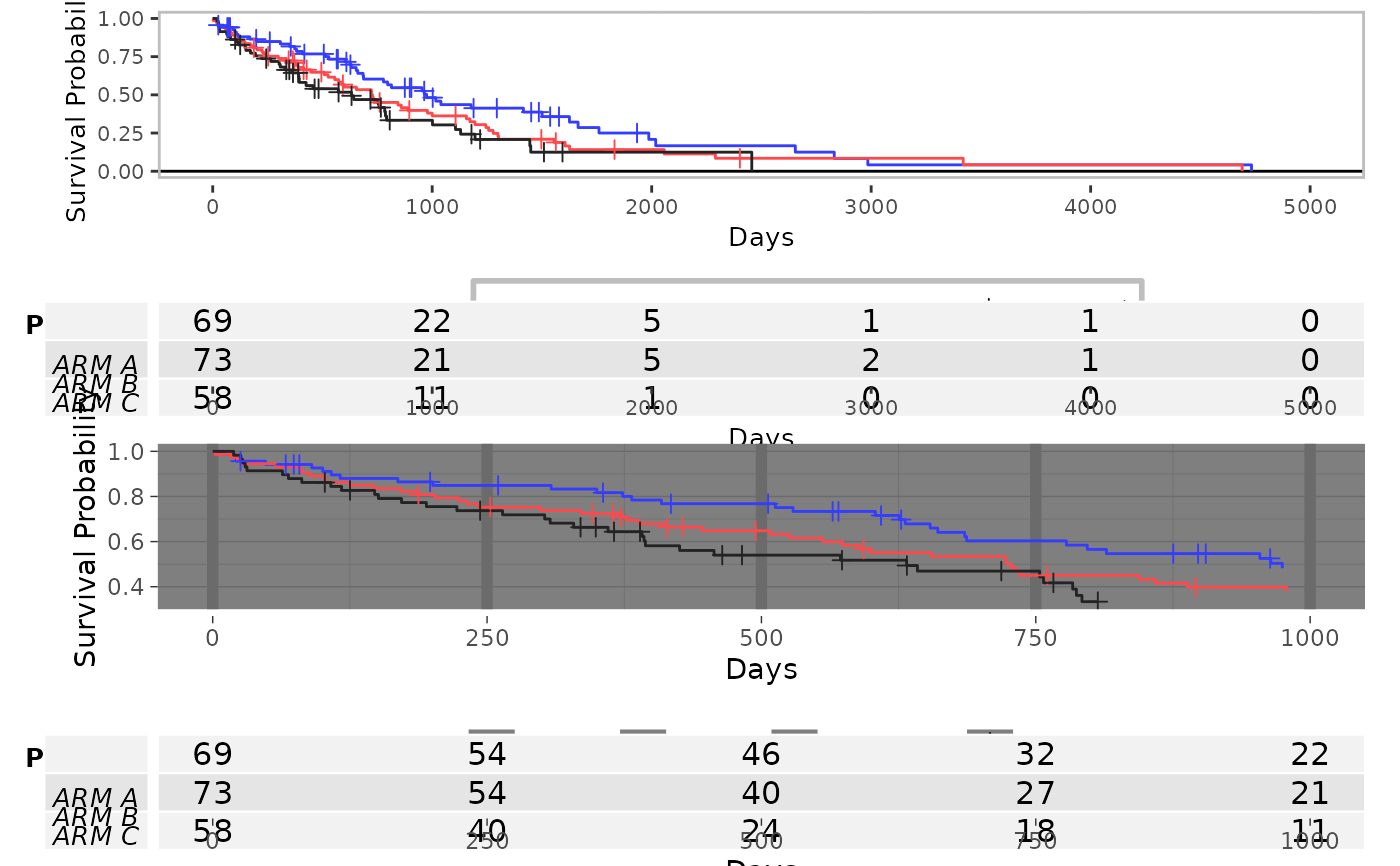 1.00
0.75
0.50
0.25
0.00
Survival Probabil
0 1000 2000 3000 4000 5000
Days
P
69 22 5 1 1 0
ARM A 73 21 5 2 1 0
ARM B
ARM C 58 11 1 0 0 0
0 1000 2000 3000 4000 5000
Days
1.0
0.8
0.6
0.4
Survival Probability
0 250 500 750 1000
Days
P
69 54 46 32 22
ARM A 73 54 40 27 21
ARM B
ARM C 58 40 24 18 11
0 250 500 750 1000
Days